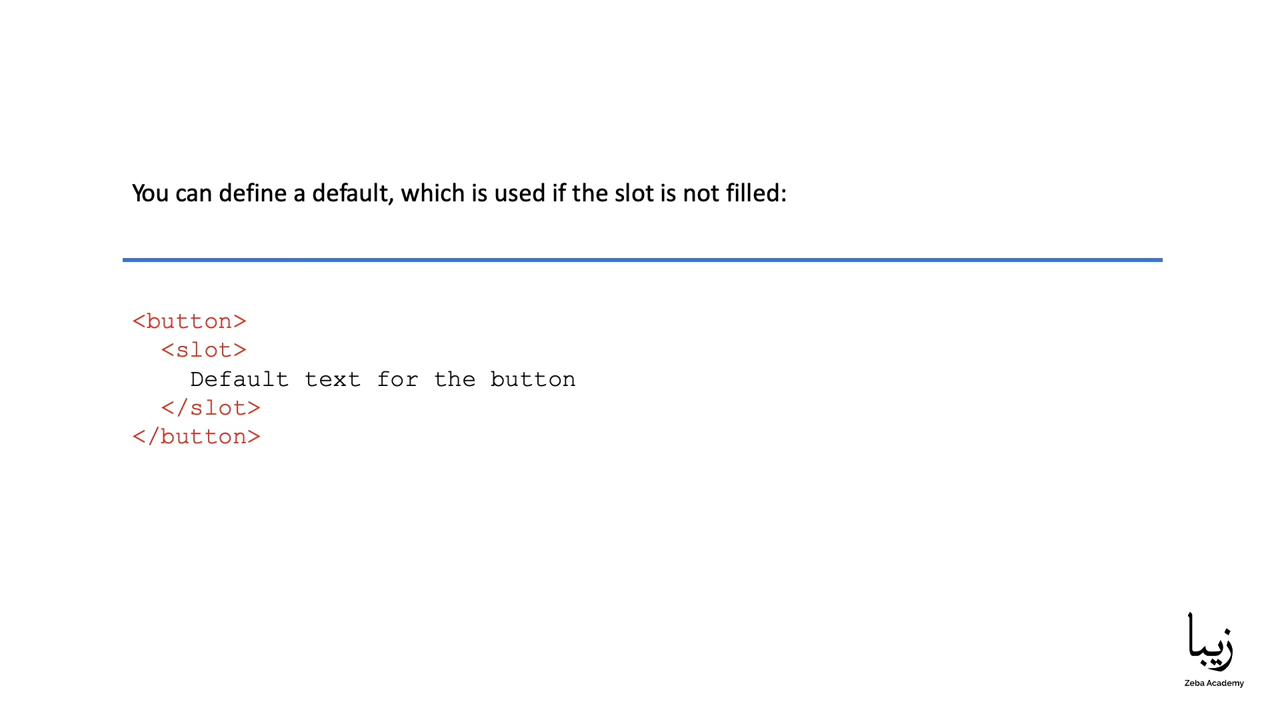 You can define a default, which is used if the slot is not filled:
<button>
  <slot>
    Default text for the button
  </slot>
</button>
زیبا
Zeba Academy